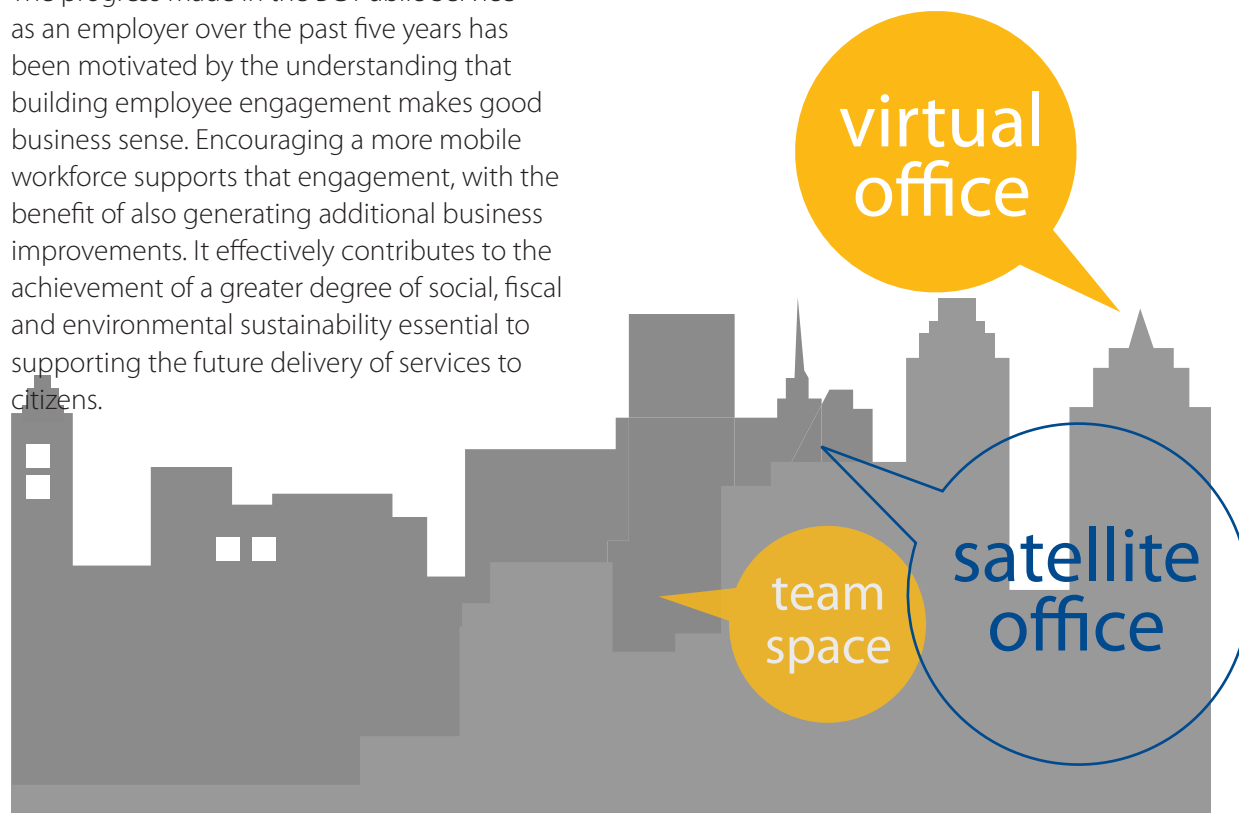 as an employer over the past five years has
been motivated by the understanding that
building employee engagement makes good
business sense. Encouraging a more mobile
workforce supports that engagement, with the
benefit of also generating additional business
improvements. It effectively contributes to the
achievement of a greater degree of social, fiscal
and environmental sustainability essential to
supporting the future delivery of services to
citizens.
virtual
office
team
space
satellite
office